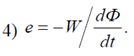 4) e = −W / dΦ/dt.